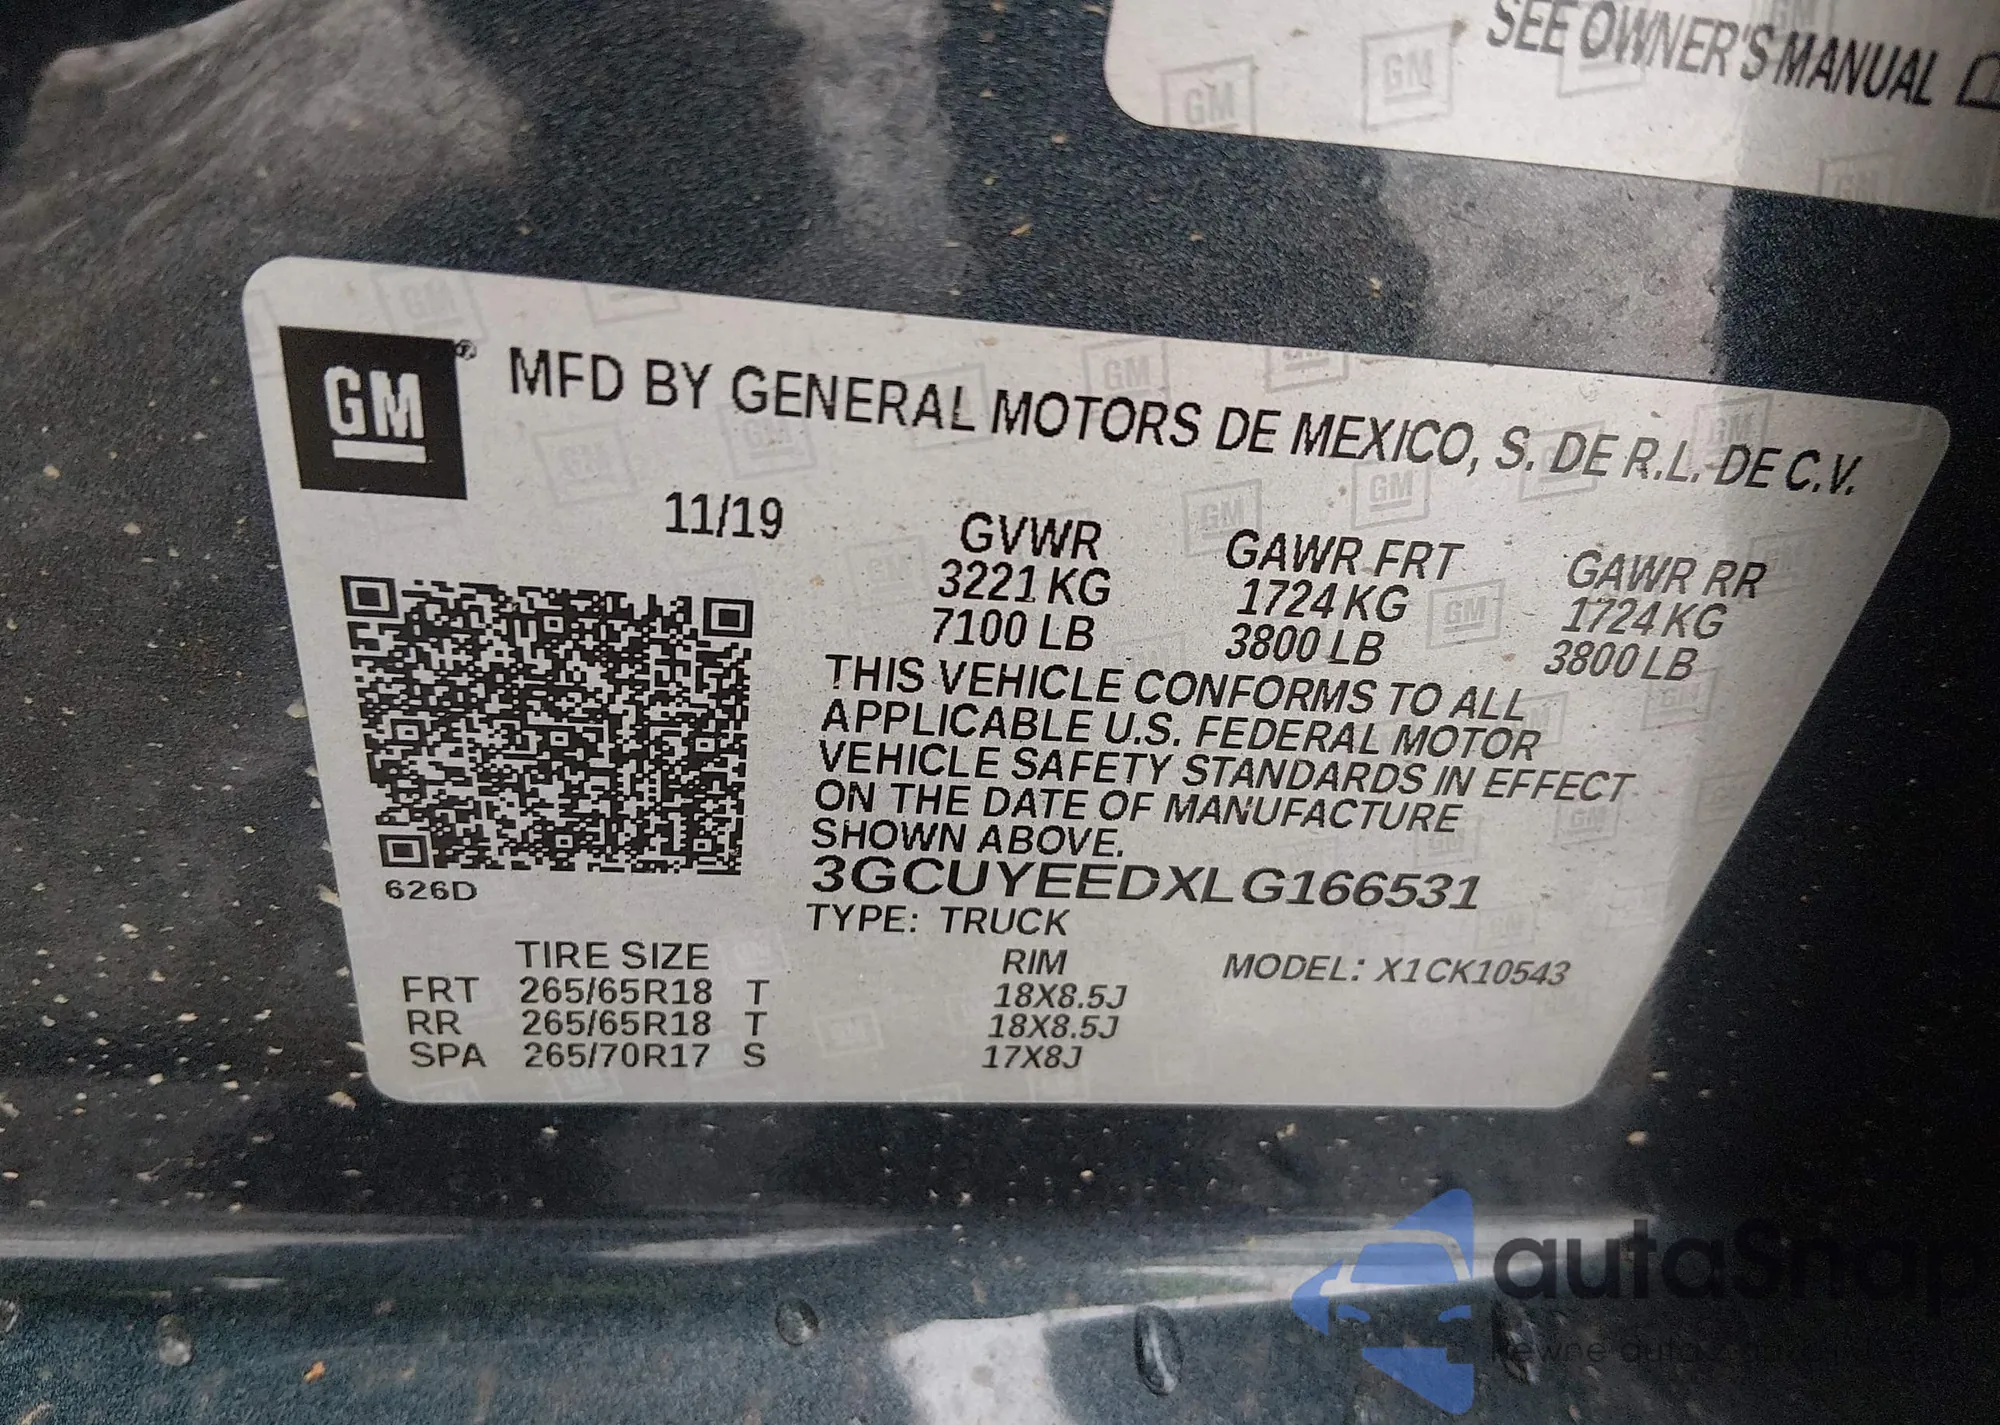 SEE OWNER'S MANUAL
GM
MFD BY GENERAL MOTORS DE MEXICO, S. DE R.L. DE C.V.
11/19
GVWR GAWR FRT GAWR RR
3221 KG 1724 KG 1724 KG
7100 LB 3800 LB 3800 LB
THIS VEHICLE CONFORMS TO ALL
APPLICABLE U.S. FEDERAL MOTOR
VEHICLE SAFETY STANDARDS IN EFFECT
ON THE DATE OF MANUFACTURE
SHOWN ABOVE.
626D
3GCUYEEDXLG166531
TYPE: TRUCK
TIRE SIZE RIM MODEL: X1CK10543
FRT 265/65R18 T 18X8.5J
RR 265/65R18 T 18X8.5J
SPA 265/70R17 S 17X8J
autaSnap